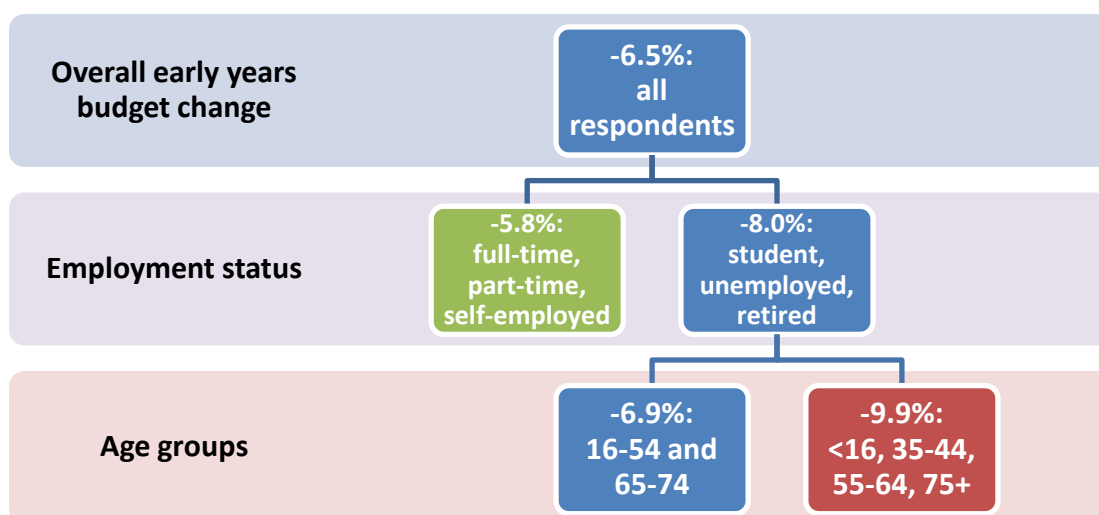 Overall early years
budget change
-6.5%:
all
respondents
Employment status
-5.8%:
full-time,
part-time,
self-employed
-8.0%:
student,
unemployed,
retired
Age groups
-6.9%:
16-54 and
65-74
-9.9%:
<16, 35-44,
55-64, 75+